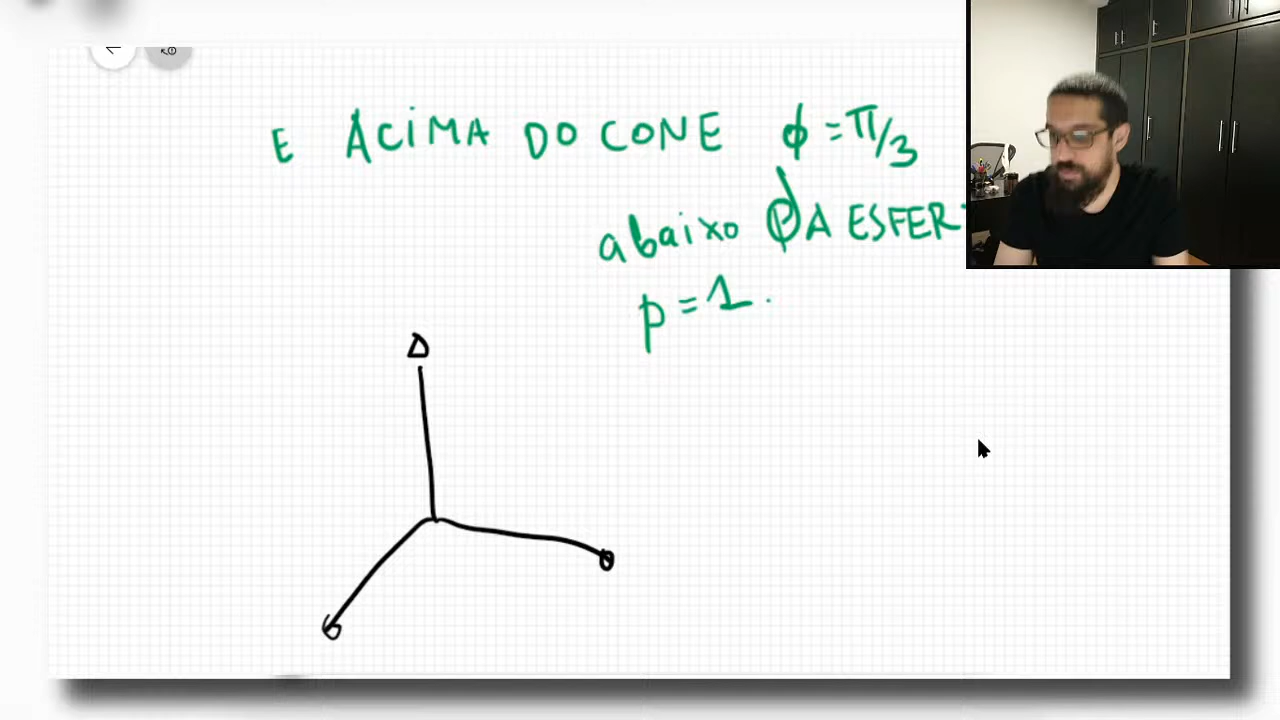 E ACIMA DO CONE ϕ = π/3
abaixo DA ESFER
ρ = 1.